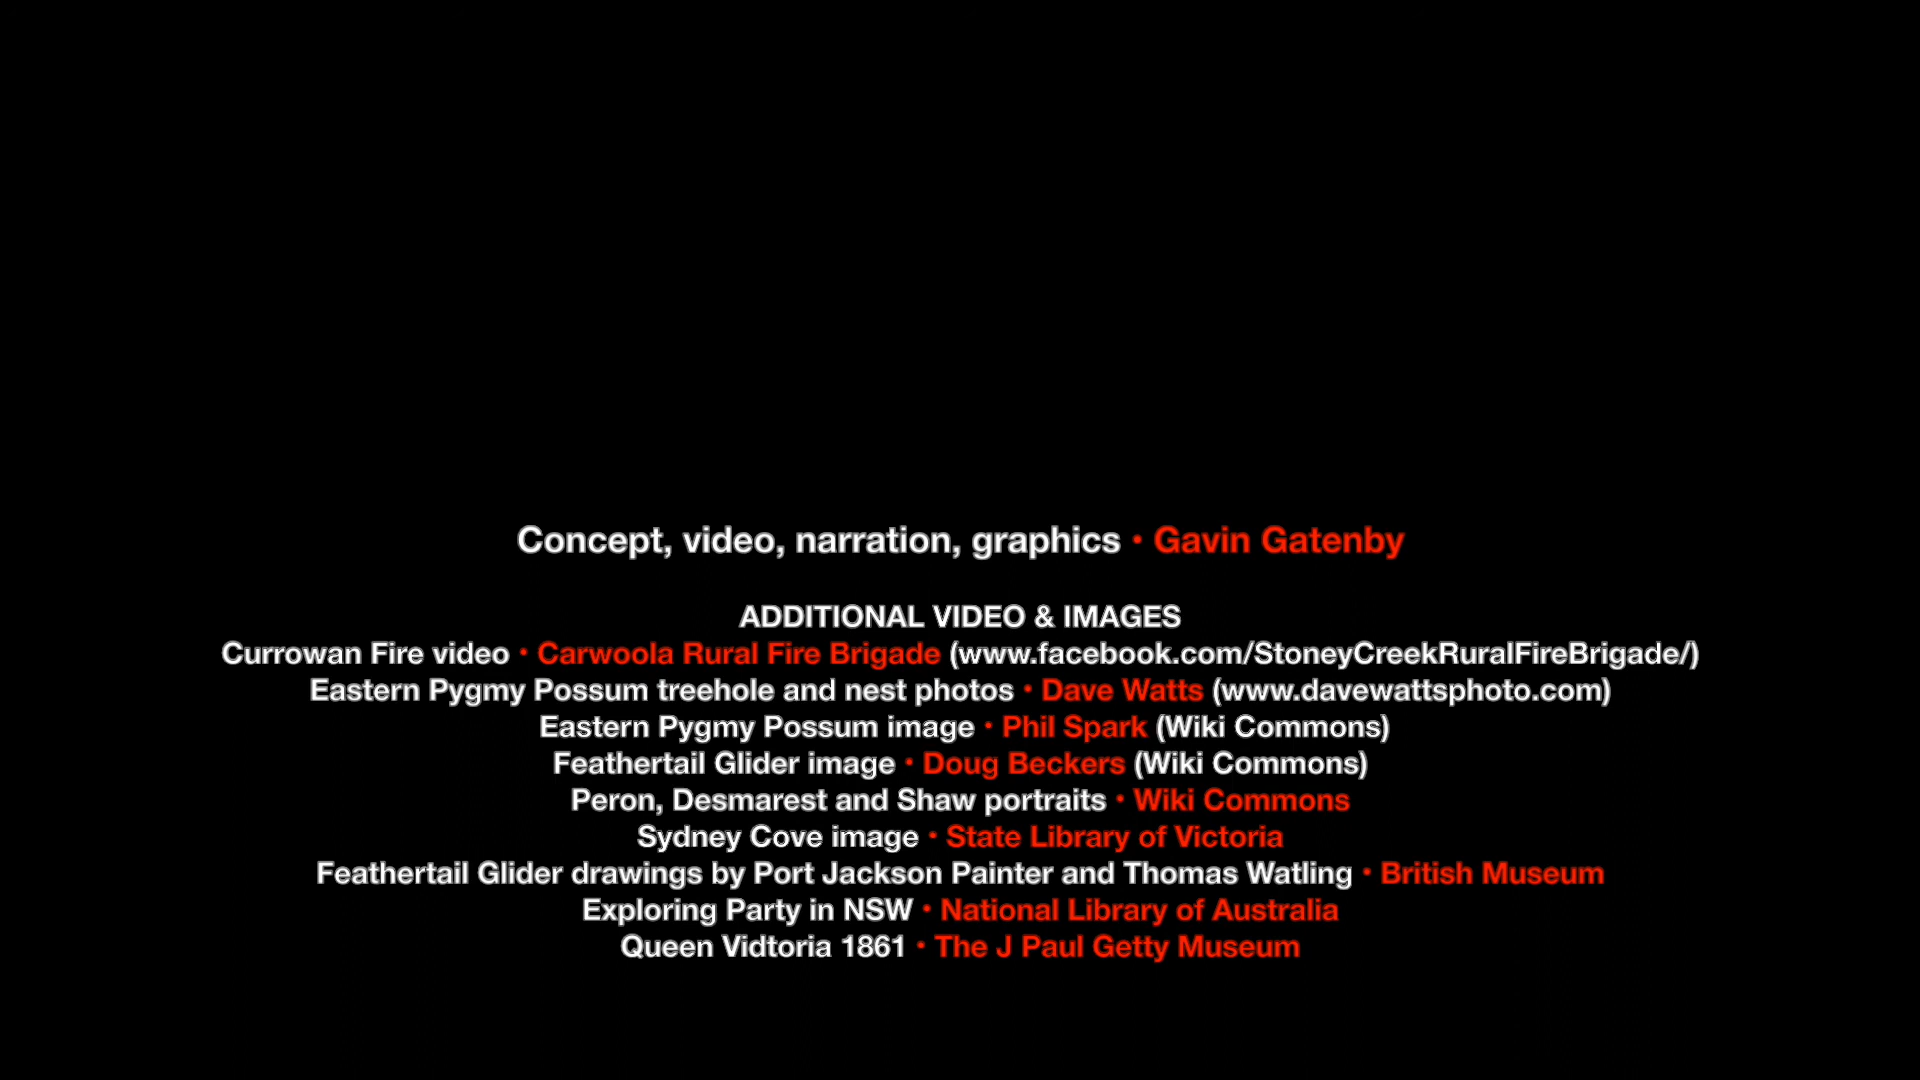 Concept, video, narration, graphics • Gavin Gatenby
ADDITIONAL VIDEO & IMAGES
Currowan Fire video • Carwoola Rural Fire Brigade (www.facebook.com/StoneyCreekRuralFireBrigade/)
Eastern Pygmy Possum treehole and nest photos • Dave Watts (www.davewattsphoto.com)
Eastern Pygmy Possum image • Phil Spark (Wiki Commons)
Feathertail Glider image • Doug Beckers (Wiki Commons)
Peron, Desmarest and Shaw portraits • Wiki Commons
Sydney Cove image • State Library of Victoria
Feathertail Glider drawings by Port Jackson Painter and Thomas Watling • British Museum
Exploring Party in NSW • National Library of Australia
Queen Vidtoria 1861 • The J Paul Getty Museum